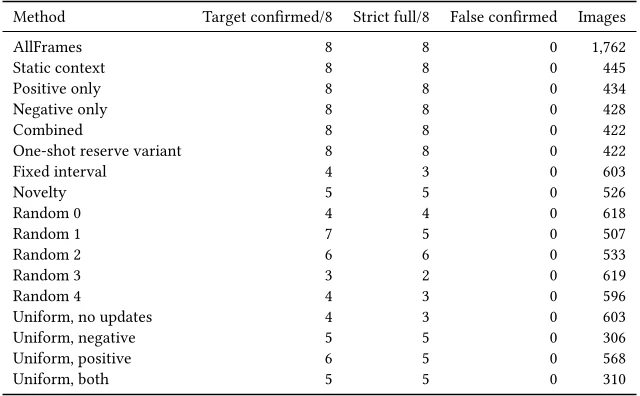 Method Target confirmed/8 Strict full/8 False confirmed Images
AllFrames 8 8 0 1,762
Static context 8 8 0 445
Positive only 8 8 0 434
Negative only 8 8 0 428
Combined 8 8 0 422
One-shot reserve variant 8 8 0 422
Fixed interval 4 3 0 603
Novelty 5 5 0 526
Random 0 4 4 0 618
Random 1 7 5 0 507
Random 2 6 6 0 533
Random 3 3 2 0 619
Random 4 4 3 0 596
Uniform, no updates 4 3 0 603
Uniform, negative 5 5 0 306
Uniform, positive 6 5 0 568
Uniform, both 5 5 0 310